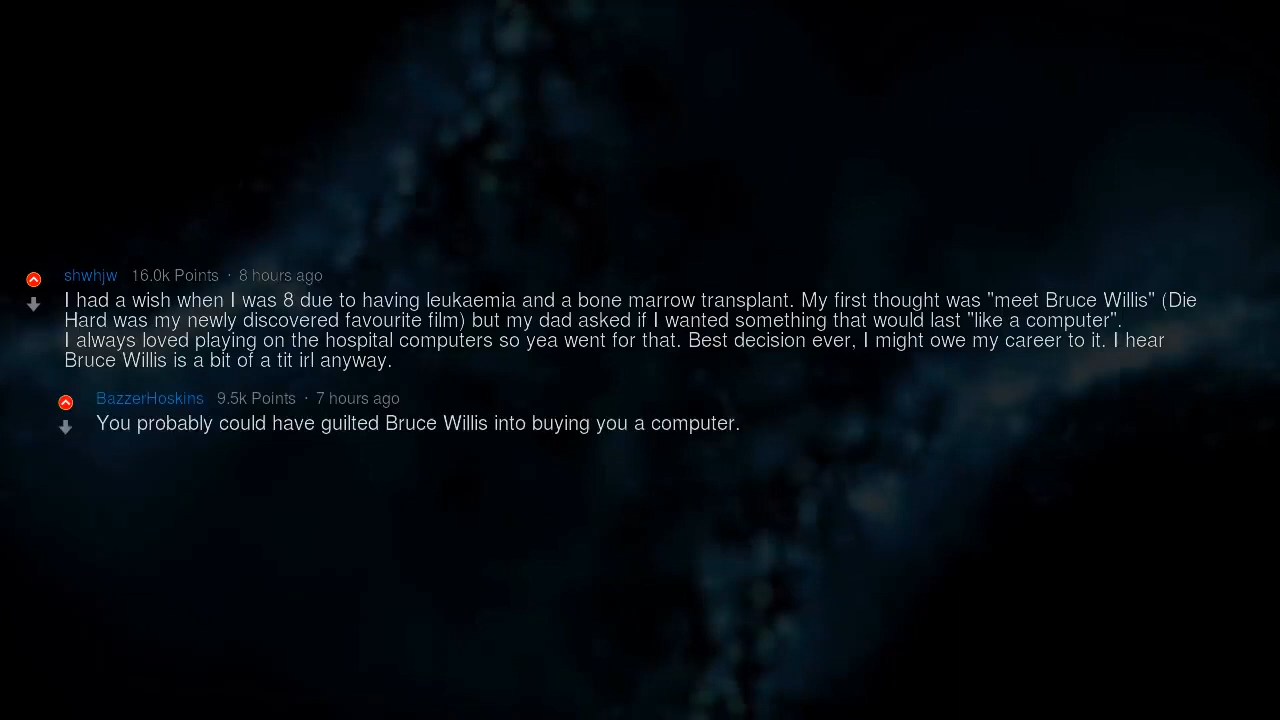 shwhjw 16.0k Points · 8 hours ago
I had a wish when I was 8 due to having leukaemia and a bone marrow transplant. My first thought was "meet Bruce Willis" (Die
Hard was my newly discovered favourite film) but my dad asked if I wanted something that would last "like a computer".
I always loved playing on the hospital computers so yea went for that. Best decision ever, I might owe my career to it. I hear
Bruce Willis is a bit of a tit irl anyway.
BazzerHoskins 9.5k Points · 7 hours ago
You probably could have guilted Bruce Willis into buying you a computer.